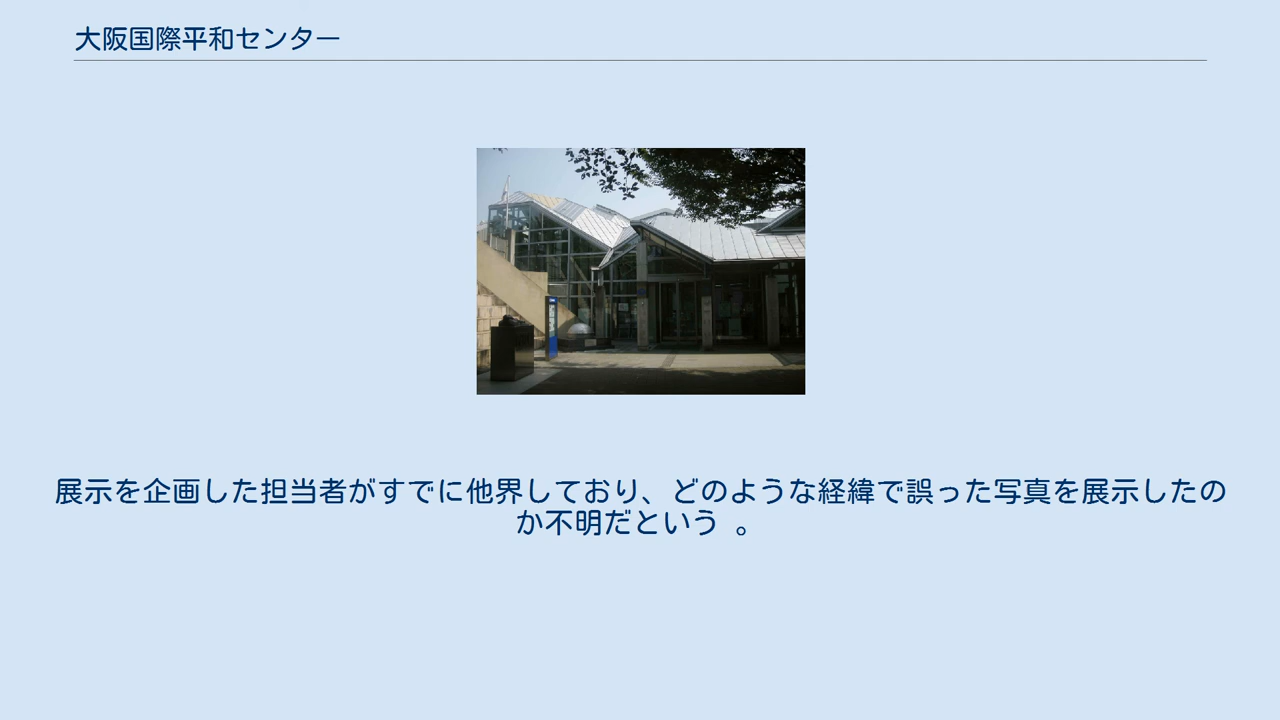 大阪国際平和センター
展示を企画した担当者がすでに他界しており、どのような経緯で誤った写真を展示したの
か不明だという 。